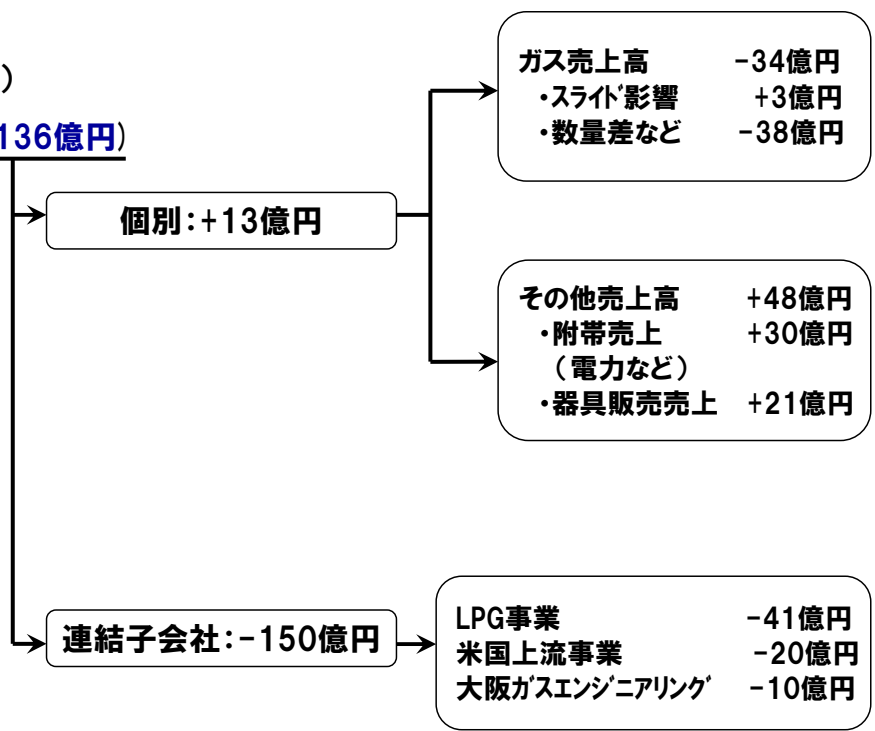 )
136億円)
個別:+13億円
ガス売上高 -34億円
・スライド影響 +3億円
・数量差など -38億円
その他売上高 +48億円
・附帯売上 +30億円
(電力など)
・器具販売売上 +21億円
連結子会社:-150億円
LPG事業 -41億円
米国上流事業 -20億円
大阪ガスエンジニアリング -10億円